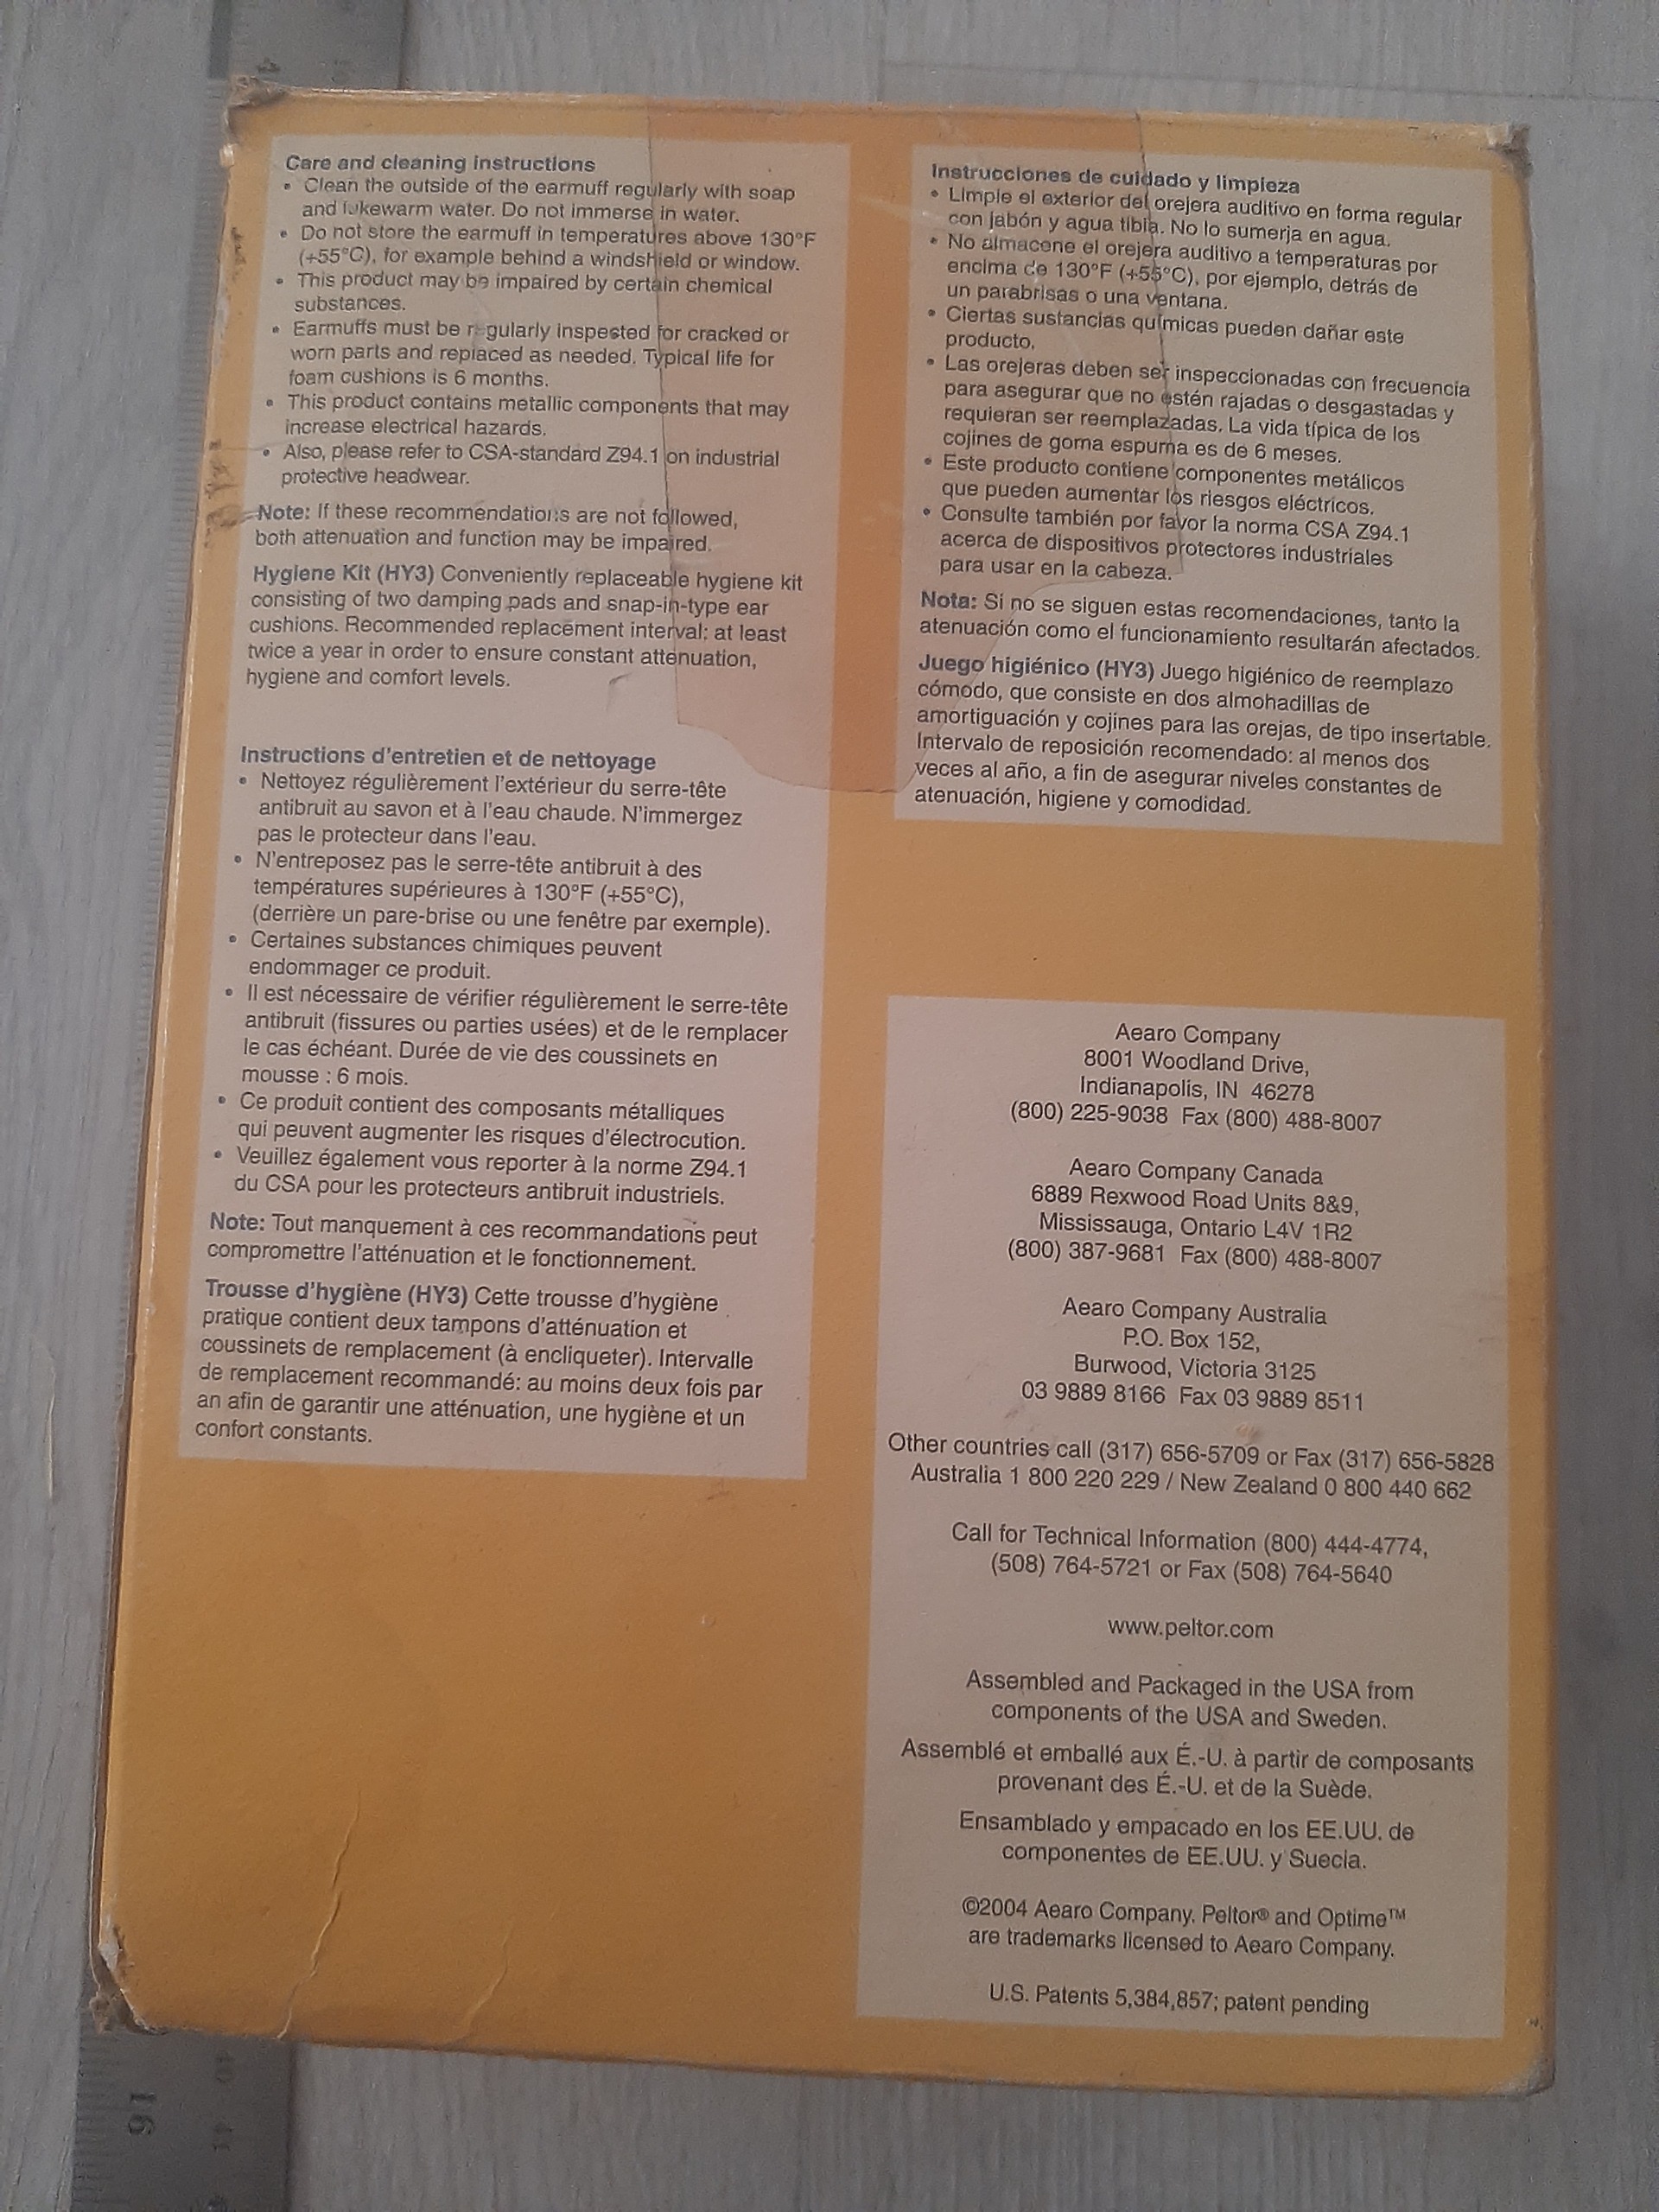 Care and cleaning instructions
• Clean the outside of the earmuff regularly with soap
and lukewarm water. Do not immerse in water.
• Do not store the earmuff in temperatures above 130°F
(+55°C), for example behind a windshield or window.
• This product may be impaired by certain chemical
substances.
• Earmuffs must be regularly inspected for cracked or
worn parts and replaced as needed. Typical life for
foam cushions is 6 months.
• This product contains metallic components that may
increase electrical hazards.
• Also, please refer to CSA-standard Z94.1 on industrial
protective headwear.
Note: If these recommendations are not followed,
both attenuation and function may be impaired.
Hygiene Kit (HY3) Conveniently replaceable hygiene kit
consisting of two damping pads and snap-in-type ear
cushions. Recommended replacement interval: at least
twice a year in order to ensure constant attenuation,
hygiene and comfort levels.
Instructions d'entretien et de nettoyage
• Nettoyez régulièrement l'extérieur du serre-tête
antibruit au savon et à l'eau chaude. N'immergez
pas le protecteur dans l'eau.
• N'entreposez pas le serre-tête antibruit à des
températures supérieures à 130°F (+55°C),
(derrière un pare-brise ou une fenêtre par exemple).
• Certaines substances chimiques peuvent
endommager ce produit.
• Il est nécessaire de vérifier régulièrement le serre-tête
antibruit (fissures ou parties usées) et de le remplacer
le cas échéant. Durée de vie des coussinets en
mousse : 6 mois.
• Ce produit contient des composants métalliques
qui peuvent augmenter les risques d'électrocution.
• Veuillez également vous reporter à la norme Z94.1
du CSA pour les protecteurs antibruit industriels.
Note: Tout manquement à ces recommandations peut
compromettre l'atténuation et le fonctionnement.
Trousse d'hygiène (HY3) Cette trousse d'hygiène
pratique contient deux tampons d'atténuation et
coussinets de remplacement (à encliqueter). Intervalle
de remplacement recommandé: au moins deux fois par
an afin de garantir une atténuation, une hygiène et un
confort constants.
Instrucciones de cuidado y limpieza
• Limpie el exterior del orejera auditivo en forma regular
con jabón y agua tibia. No lo sumerja en agua.
• No almacene el orejera auditivo a temperaturas por
encima de 130°F (+55°C), por ejemplo, detrás de
un parabrisas o una ventana.
• Ciertas sustancias químicas pueden dañar este
producto.
• Las orejeras deben ser inspeccionadas con frecuencia
para asegurar que no estén rajadas o desgastadas y
requieran ser reemplazadas. La vida típica de los
cojines de goma espuma es de 6 meses.
• Este producto contiene componentes metálicos
que pueden aumentar los riesgos eléctricos.
• Consulte también por favor la norma CSA Z94.1
acerca de dispositivos protectores industriales
para usar en la cabeza.
Nota: Si no se siguen estas recomendaciones, tanto la
atenuación como el funcionamiento resultarán afectados.
Juego higiénico (HY3) Juego higiénico de reemplazo
cómodo, que consiste en dos almohadillas de
amortiguación y cojines para las orejas, de tipo insertable.
Intervalo de reposición recomendado: al menos dos
veces al año, a fin de asegurar niveles constantes de
atenuación, higiene y comodidad.
Aearo Company
8001 Woodland Drive,
Indianapolis, IN 46278
(800) 225-9038 Fax (800) 488-8007
Aearo Company Canada
6889 Rexwood Road Units 8&9,
Mississauga, Ontario L4V 1R2
(800) 387-9681 Fax (800) 488-8007
Aearo Company Australia
P.O. Box 152,
Burwood, Victoria 3125
03 9889 8166 Fax 03 9889 8511
Other countries call (317) 656-5709 or Fax (317) 656-5828
Australia 1 800 220 229 / New Zealand 0 800 440 662
Call for Technical Information (800) 444-4774,
(508) 764-5721 or Fax (508) 764-5640
www.peltor.com
Assembled and Packaged in the USA from
components of the USA and Sweden.
Assemblé et emballé aux É.-U. à partir de composants
provenant des É.-U. et de la Suède.
Ensamblado y empacado en los EE.UU. de
componentes de EE.UU. y Suecia.
©2004 Aearo Company. Peltor® and Optime™
are trademarks licensed to Aearo Company.
U.S. Patents 5,384,857; patent pending
16